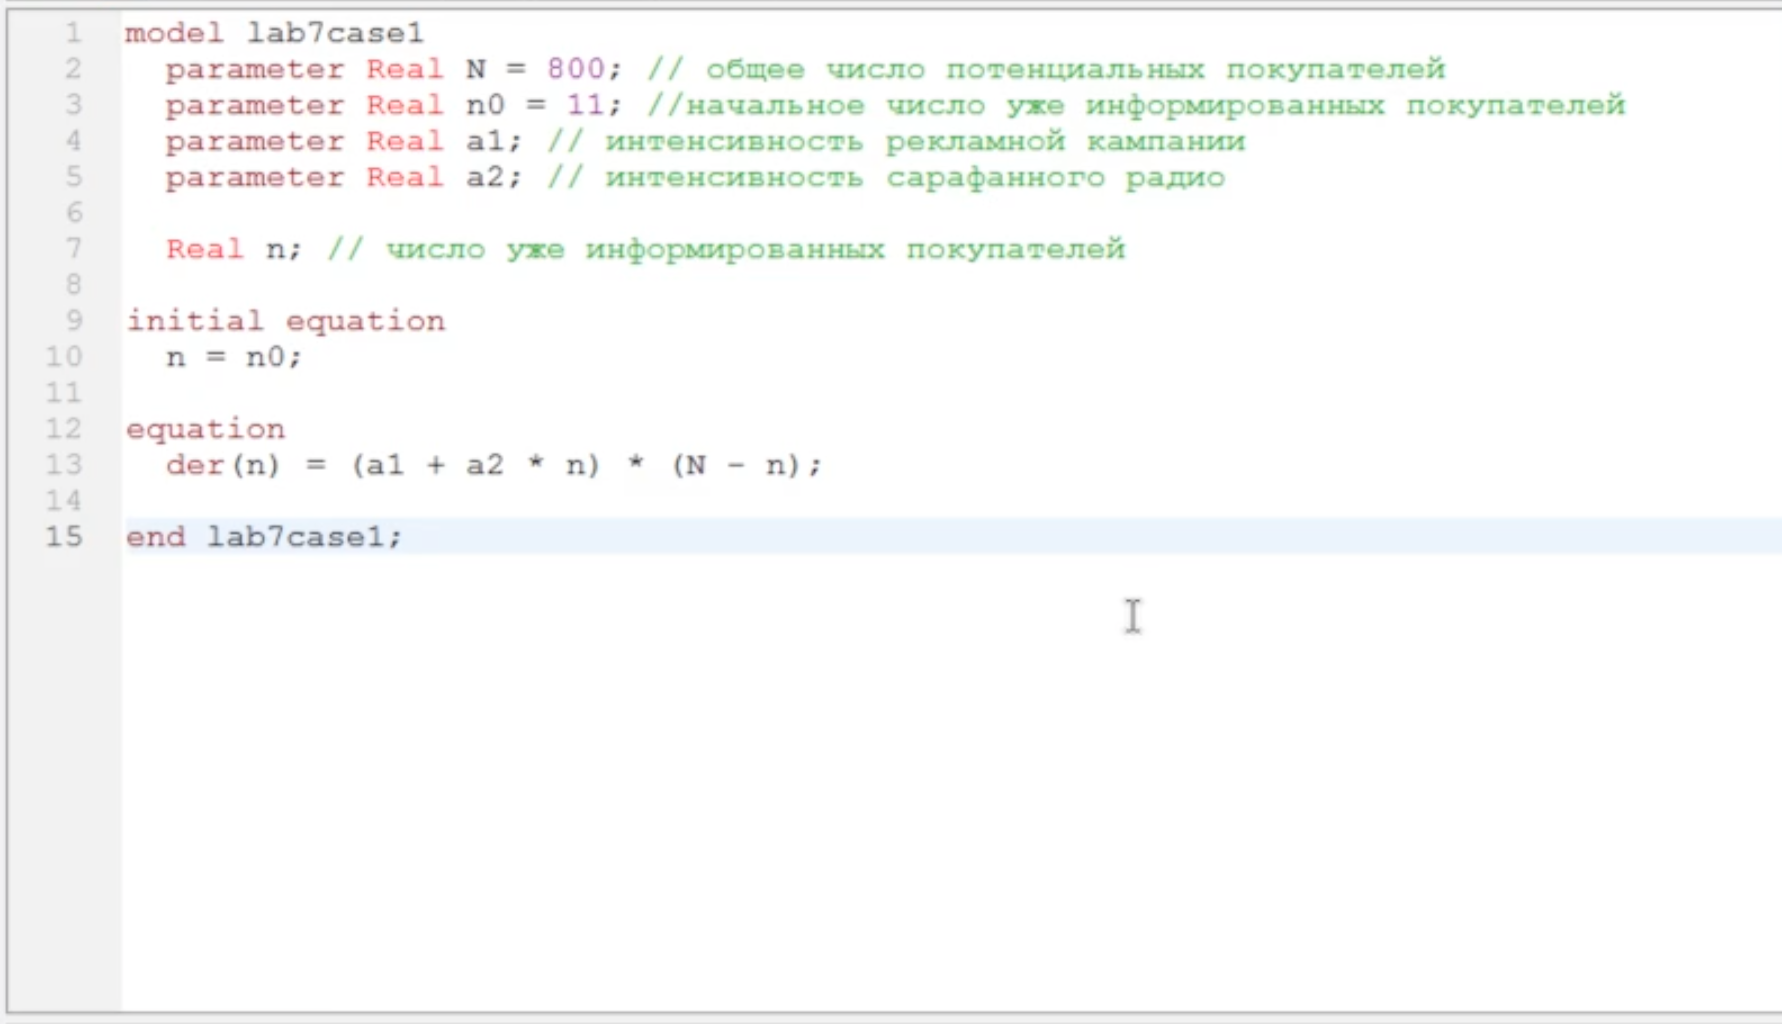 1 model lab7case1
2 parameter Real N = 800; // общее число потенциальных покупателей
3 parameter Real n0 = 11; //начальное число уже информированных покупателей
4 parameter Real a1; // интенсивность рекламной кампании
5 parameter Real a2; // интенсивность сарафанного радио
6
7 Real n; // число уже информированных покупателей
8
9 initial equation
10 n = n0;
11
12 equation
13 der(n) = (a1 + a2 * n) * (N - n);
14
15 end lab7case1;